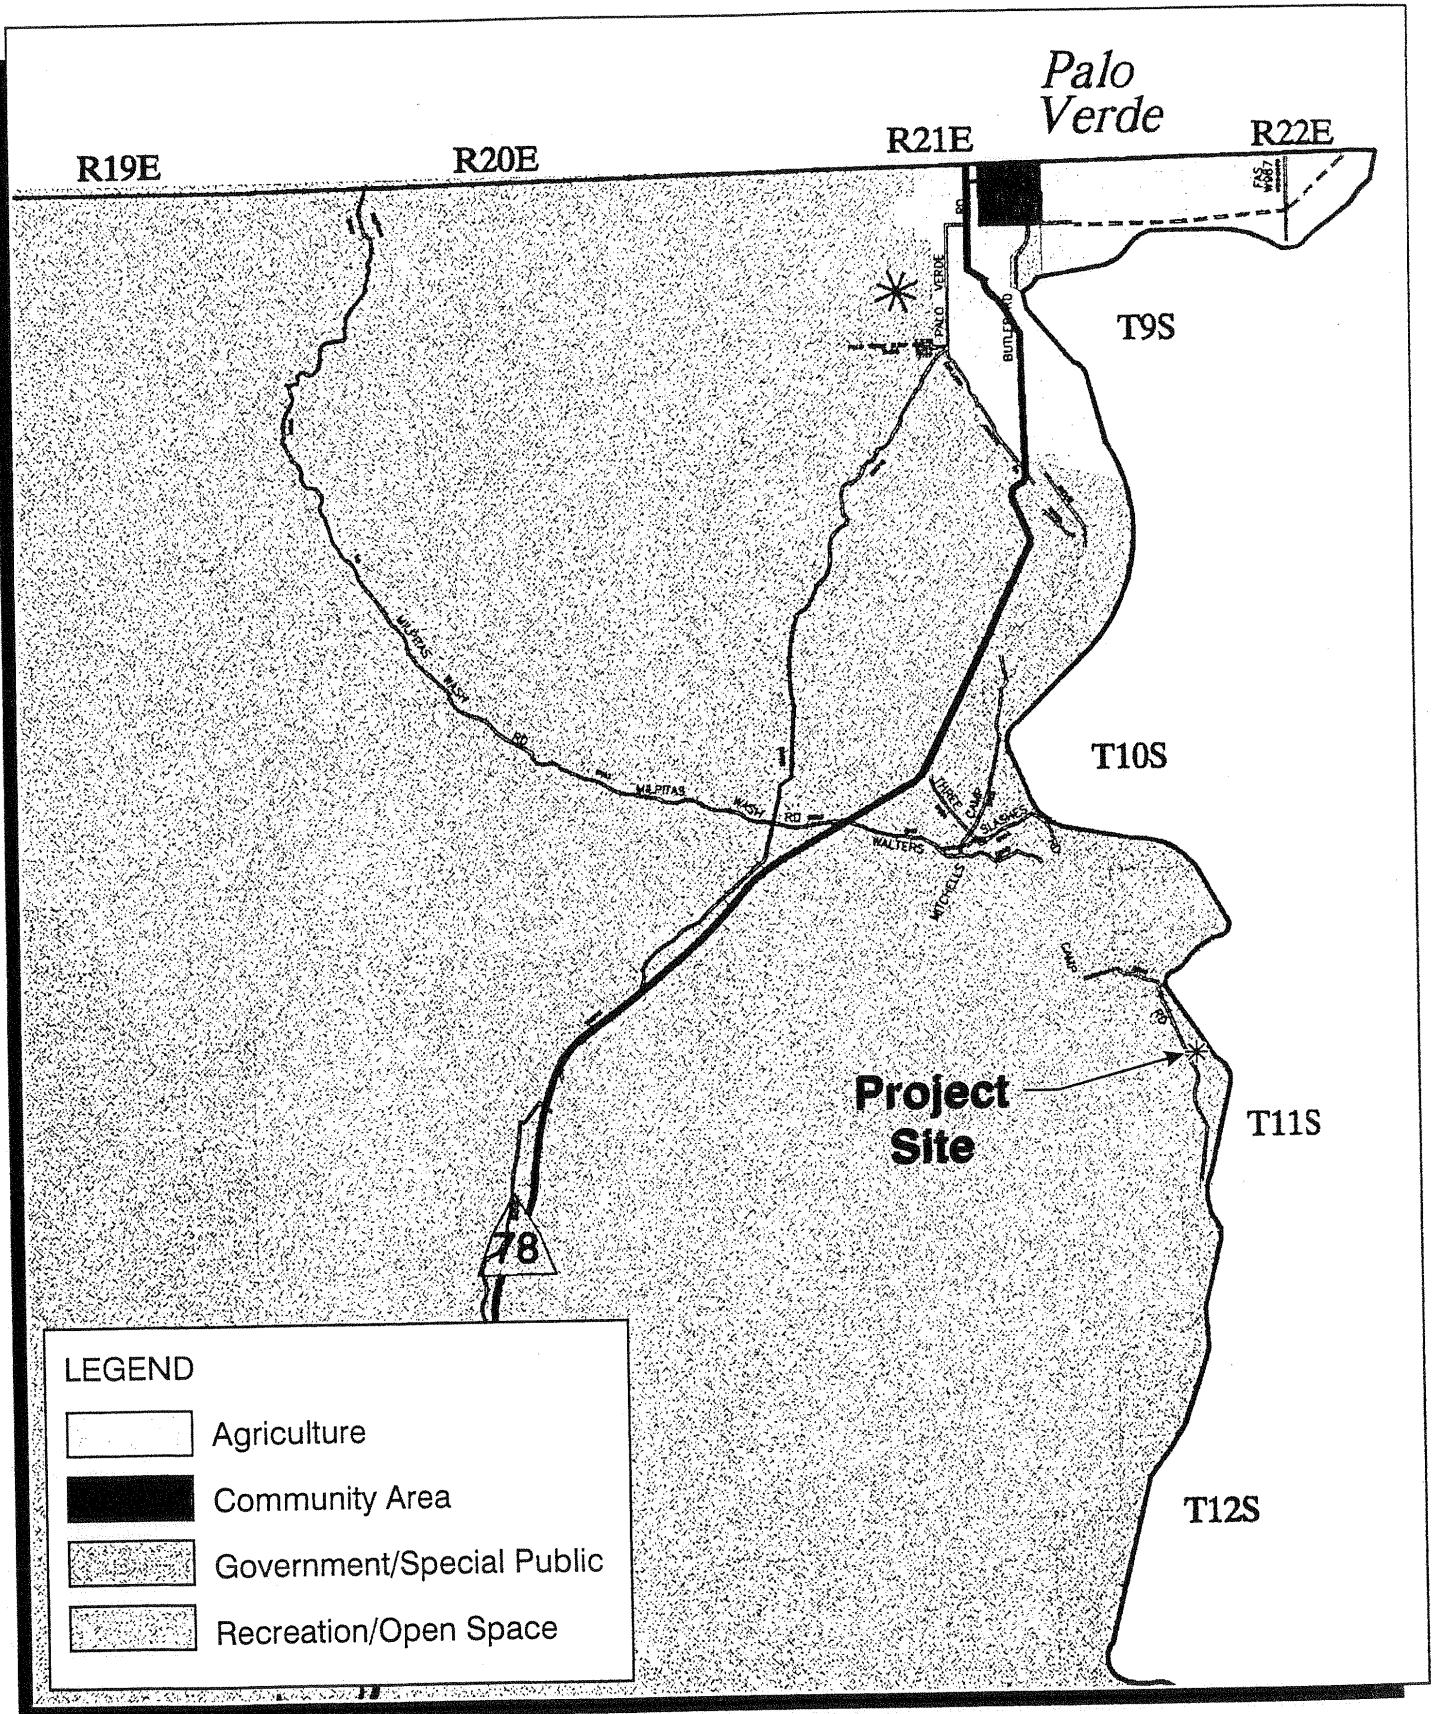 Palo
Verde
R19E
R20E
R21E
R22E
FAS
RD
PALO VERDE
BUTLER RD
T9S
MILPITAS
WASH
RD
MILPITAS
WASH
RD
T10S
THREE
SLASHES
RD
CAMP
WALTERS
MITCHELLS
CAMP
RD
Project
Site
T11S
78
T12S
LEGEND
Agriculture
Community Area
Government/Special Public
Recreation/Open Space